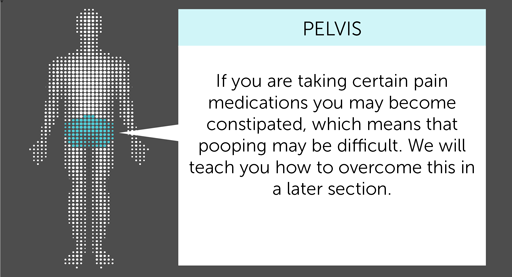 PELVIS
If you are taking certain pain
medications you may become
constipated, which means that
pooping may be difficult. We will
teach you how to overcome this in
a later section.